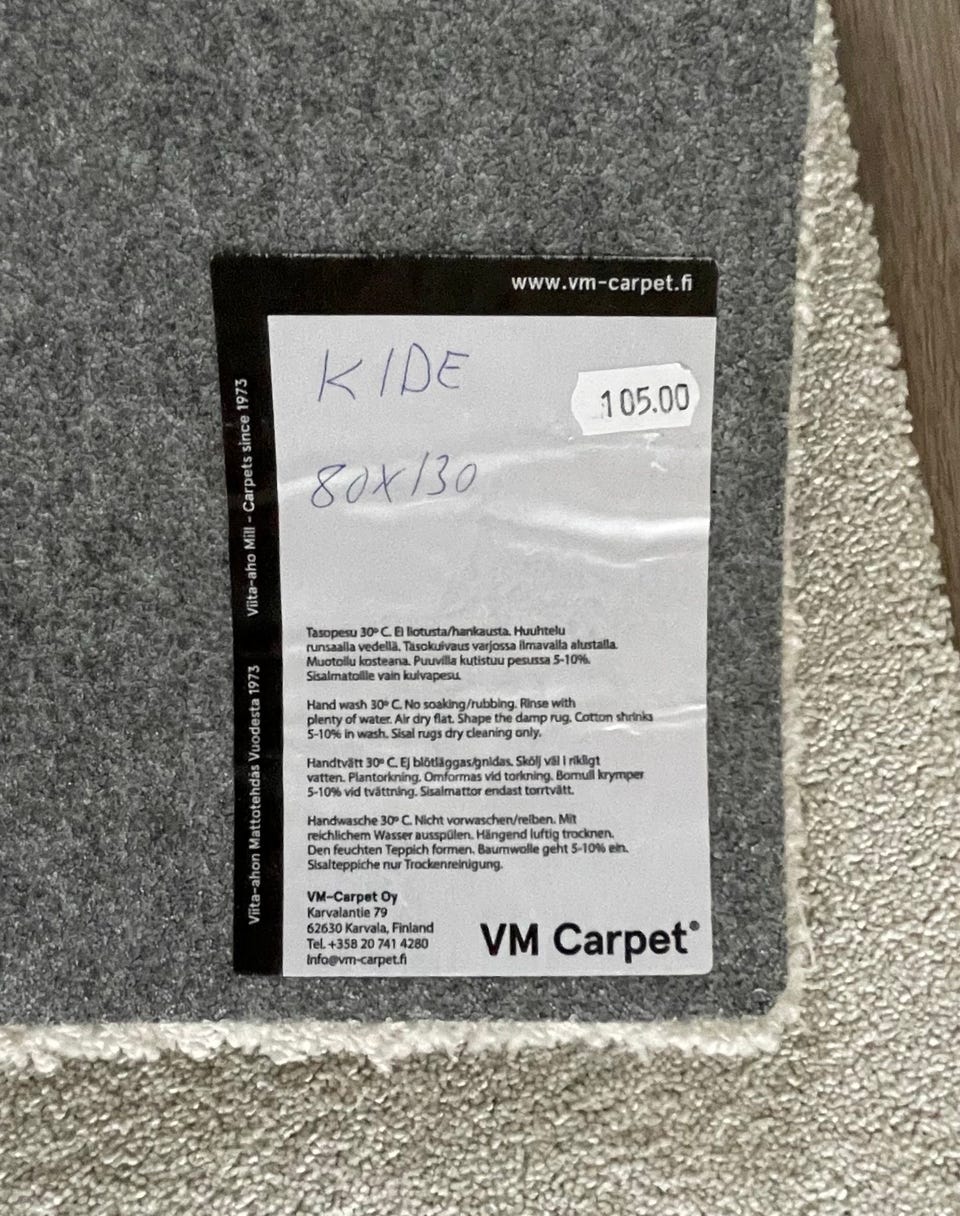 www.vm-carpet.fi
KIDE
105.00
80X130
Viita-aho Mill - Carpets since 1973
Viita-ahon Mattotehdas Vuodesta 1973
Tasopesu 30º C. Ei liotusta/hankausta. Huuhtelu
runsaalla vedellä. Tasokuivaus varjossa ilmavalla alustalla.
Muotoilu kosteana. Puuvilla kutistuu pesussa 5-10%.
Sisalmatoille vain kuivapesu.
Hand wash 30º C. No soaking/rubbing. Rinse with
plenty of water. Air dry flat. Shape the damp rug. Cotton shrinks
5-10% in wash. Sisal rugs dry cleaning only.
Handtvätt 30º C. Ej blötläggas/gnidas. Skölj väl i rikligt
vatten. Plantorkning. Omformas vid torkning. Bomull krymper
5-10% vid tvättning. Sisalmattor endast torrtvätt.
Handwasche 30º C. Nicht vorwaschen/reiben. Mit
reichlichem Wasser ausspülen. Hängend luftig trocknen.
Den feuchten Teppich formen. Baumwolle geht 5-10% ein.
Sisalteppiche nur Trockenreinigung.
VM-Carpet Oy
Karvalantie 79
62630 Karvala, Finland
Tel. +358 20 741 4280
Info@vm-carpet.fi
VM Carpet®